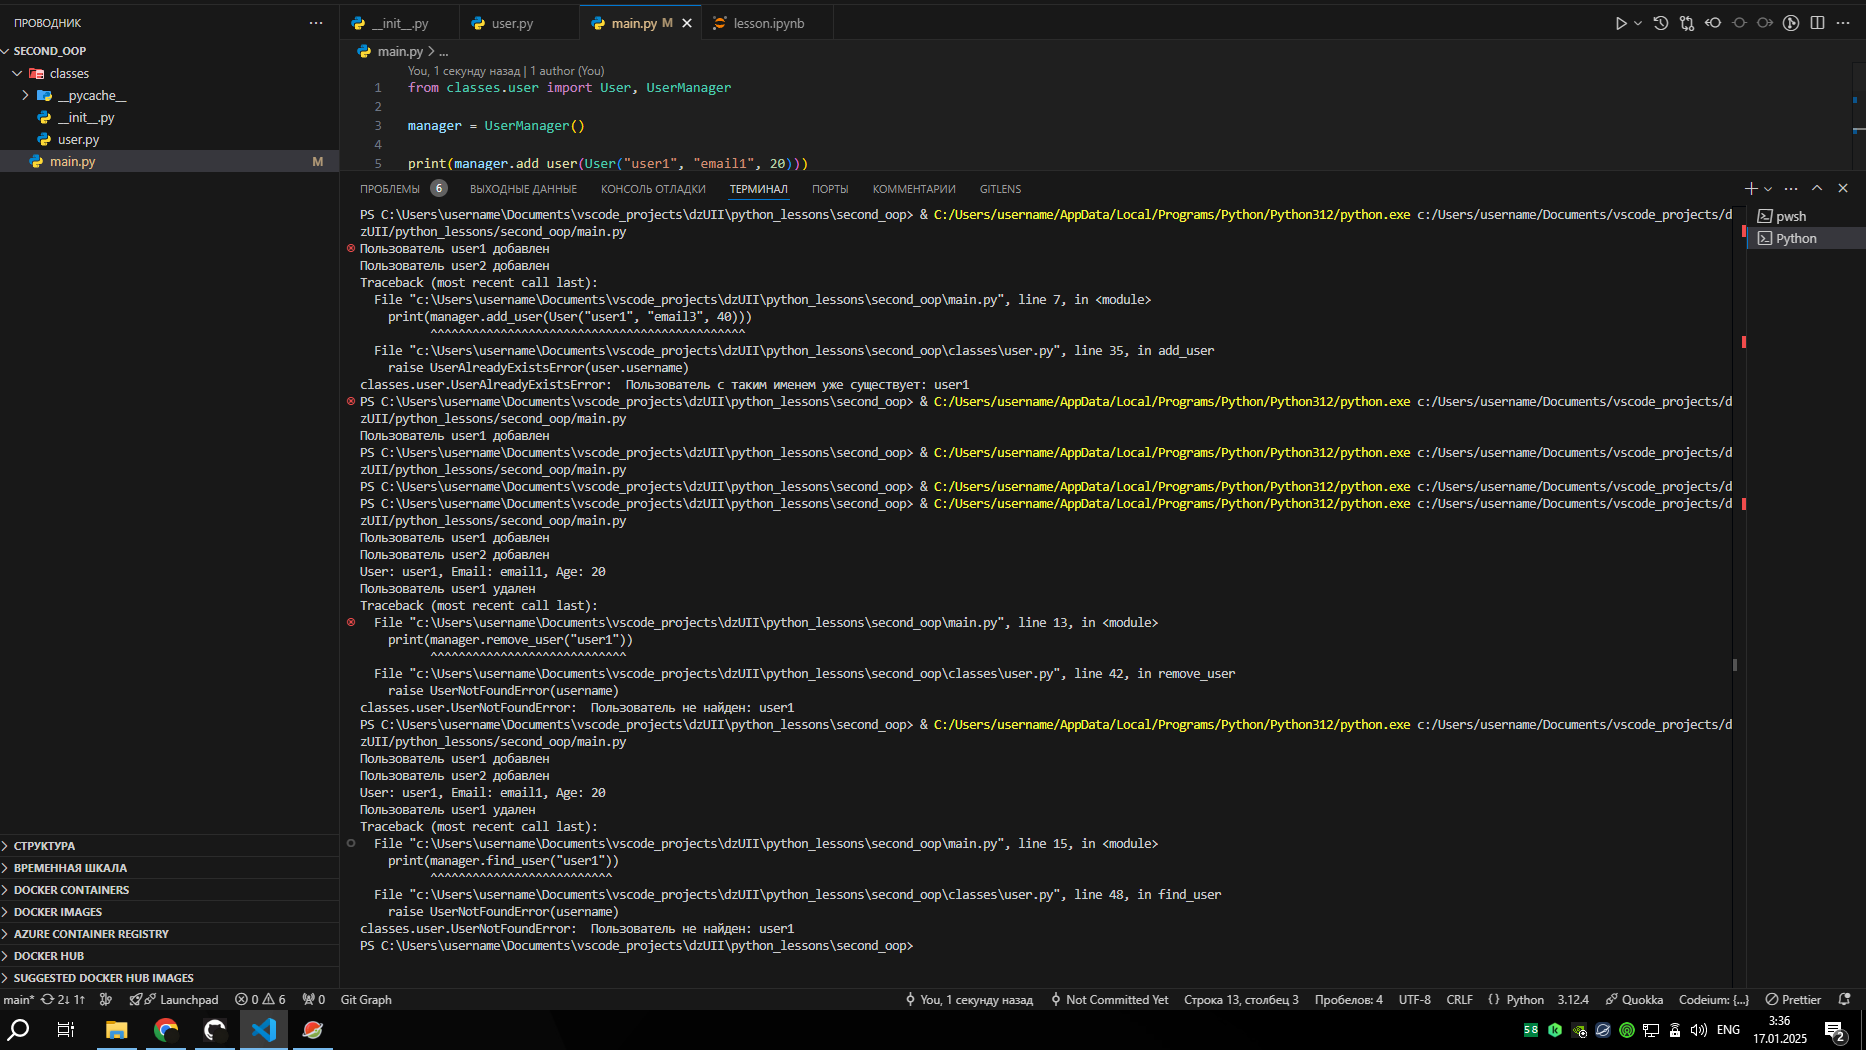 ПРОВОДНИК
SECOND_OOP
classes
__pycache__
__init__.py
user.py
main.py
M
СТРУКТУРА
ВРЕМЕННАЯ ШКАЛА
DOCKER CONTAINERS
DOCKER IMAGES
AZURE CONTAINER REGISTRY
DOCKER HUB
SUGGESTED DOCKER HUB IMAGES
__init__.py
user.py
main.py M
lesson.ipynb
main.py > ...
You, 1 секунду назад | 1 author (You)
1 from classes.user import User, UserManager
2
3 manager = UserManager()
4
5 print(manager.add_user(User("user1", "email1", 20)))
ПРОБЛЕМЫ 6 ВЫХОДНЫЕ ДАННЫЕ КОНСОЛЬ ОТЛАДКИ ТЕРМИНАЛ ПОРТЫ КОММЕНТАРИИ GITLENS
pwsh
Python
PS C:\Users\username\Documents\vscode_projects\dzUII\python_lessons\second_oop> & C:/Users/username/AppData/Local/Programs/Python/Python312/python.exe c:/Users/username/Documents/vscode_projects/d
zUII/python_lessons/second_oop/main.py
Пользователь user1 добавлен
Пользователь user2 добавлен
Traceback (most recent call last):
  File "c:\Users\username\Documents\vscode_projects\dzUII\python_lessons\second_oop\main.py", line 7, in <module>
    print(manager.add_user(User("user1", "email3", 40)))
          ^^^^^^^^^^^^^^^^^^^^^^^^^^^^^^^^^^^^^^^^^^^^^
  File "c:\Users\username\Documents\vscode_projects\dzUII\python_lessons\second_oop\classes\user.py", line 35, in add_user
    raise UserAlreadyExistsError(user.username)
classes.user.UserAlreadyExistsError:  Пользователь с таким именем уже существует: user1
PS C:\Users\username\Documents\vscode_projects\dzUII\python_lessons\second_oop> & C:/Users/username/AppData/Local/Programs/Python/Python312/python.exe c:/Users/username/Documents/vscode_projects/d
zUII/python_lessons/second_oop/main.py
Пользователь user1 добавлен
PS C:\Users\username\Documents\vscode_projects\dzUII\python_lessons\second_oop> & C:/Users/username/AppData/Local/Programs/Python/Python312/python.exe c:/Users/username/Documents/vscode_projects/d
zUII/python_lessons/second_oop/main.py
PS C:\Users\username\Documents\vscode_projects\dzUII\python_lessons\second_oop> & C:/Users/username/AppData/Local/Programs/Python/Python312/python.exe c:/Users/username/Documents/vscode_projects/d
PS C:\Users\username\Documents\vscode_projects\dzUII\python_lessons\second_oop> & C:/Users/username/AppData/Local/Programs/Python/Python312/python.exe c:/Users/username/Documents/vscode_projects/d
zUII/python_lessons/second_oop/main.py
Пользователь user1 добавлен
Пользователь user2 добавлен
User: user1, Email: email1, Age: 20
Пользователь user1 удален
Traceback (most recent call last):
  File "c:\Users\username\Documents\vscode_projects\dzUII\python_lessons\second_oop\main.py", line 13, in <module>
    print(manager.remove_user("user1"))
          ^^^^^^^^^^^^^^^^^^^^^^^^^^^^
  File "c:\Users\username\Documents\vscode_projects\dzUII\python_lessons\second_oop\classes\user.py", line 42, in remove_user
    raise UserNotFoundError(username)
classes.user.UserNotFoundError:  Пользователь не найден: user1
PS C:\Users\username\Documents\vscode_projects\dzUII\python_lessons\second_oop> & C:/Users/username/AppData/Local/Programs/Python/Python312/python.exe c:/Users/username/Documents/vscode_projects/d
zUII/python_lessons/second_oop/main.py
Пользователь user1 добавлен
Пользователь user2 добавлен
User: user1, Email: email1, Age: 20
Пользователь user1 удален
Traceback (most recent call last):
  File "c:\Users\username\Documents\vscode_projects\dzUII\python_lessons\second_oop\main.py", line 15, in <module>
    print(manager.find_user("user1"))
          ^^^^^^^^^^^^^^^^^^^^^^^^^^
  File "c:\Users\username\Documents\vscode_projects\dzUII\python_lessons\second_oop\classes\user.py", line 48, in find_user
    raise UserNotFoundError(username)
classes.user.UserNotFoundError:  Пользователь не найден: user1
PS C:\Users\username\Documents\vscode_projects\dzUII\python_lessons\second_oop>
main* 2↓ 1↑ Launchpad 0 6 0 Git Graph You, 1 секунду назад Not Committed Yet Строка 13, столбец 3 Пробелов: 4 UTF-8 CRLF {} Python 3.12.4 Quokka Codeium: {...} Prettier
58
ENG
3:36
17.01.2025
2